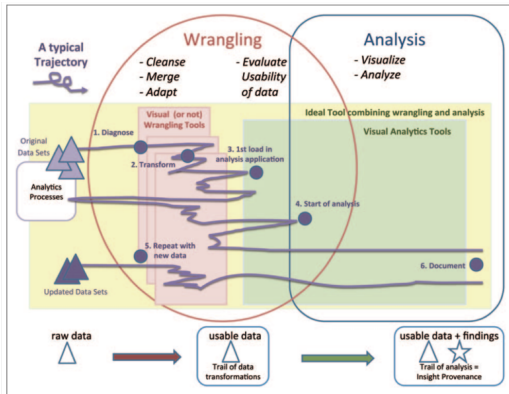 Wrangling
Analysis
A typical
Trajectory
- Cleanse
- Merge
- Adapt
- Evaluate
Usability
of data
- Visualize
- Analyze
Ideal Tool combining wrangling and analysis
Visual (or not)
Wrangling Tools
Visual Analytics Tools
Original
Data Sets
1. Diagnose
2. Transform
3. 1st load in
analysis application
Analytics
Processes
4. Start of analysis
5. Repeat with
new data
6. Document
Updated Data Sets
raw data
usable data
Trail of data
transformations
usable data + findings
Trail of analysis =
Insight Provenance